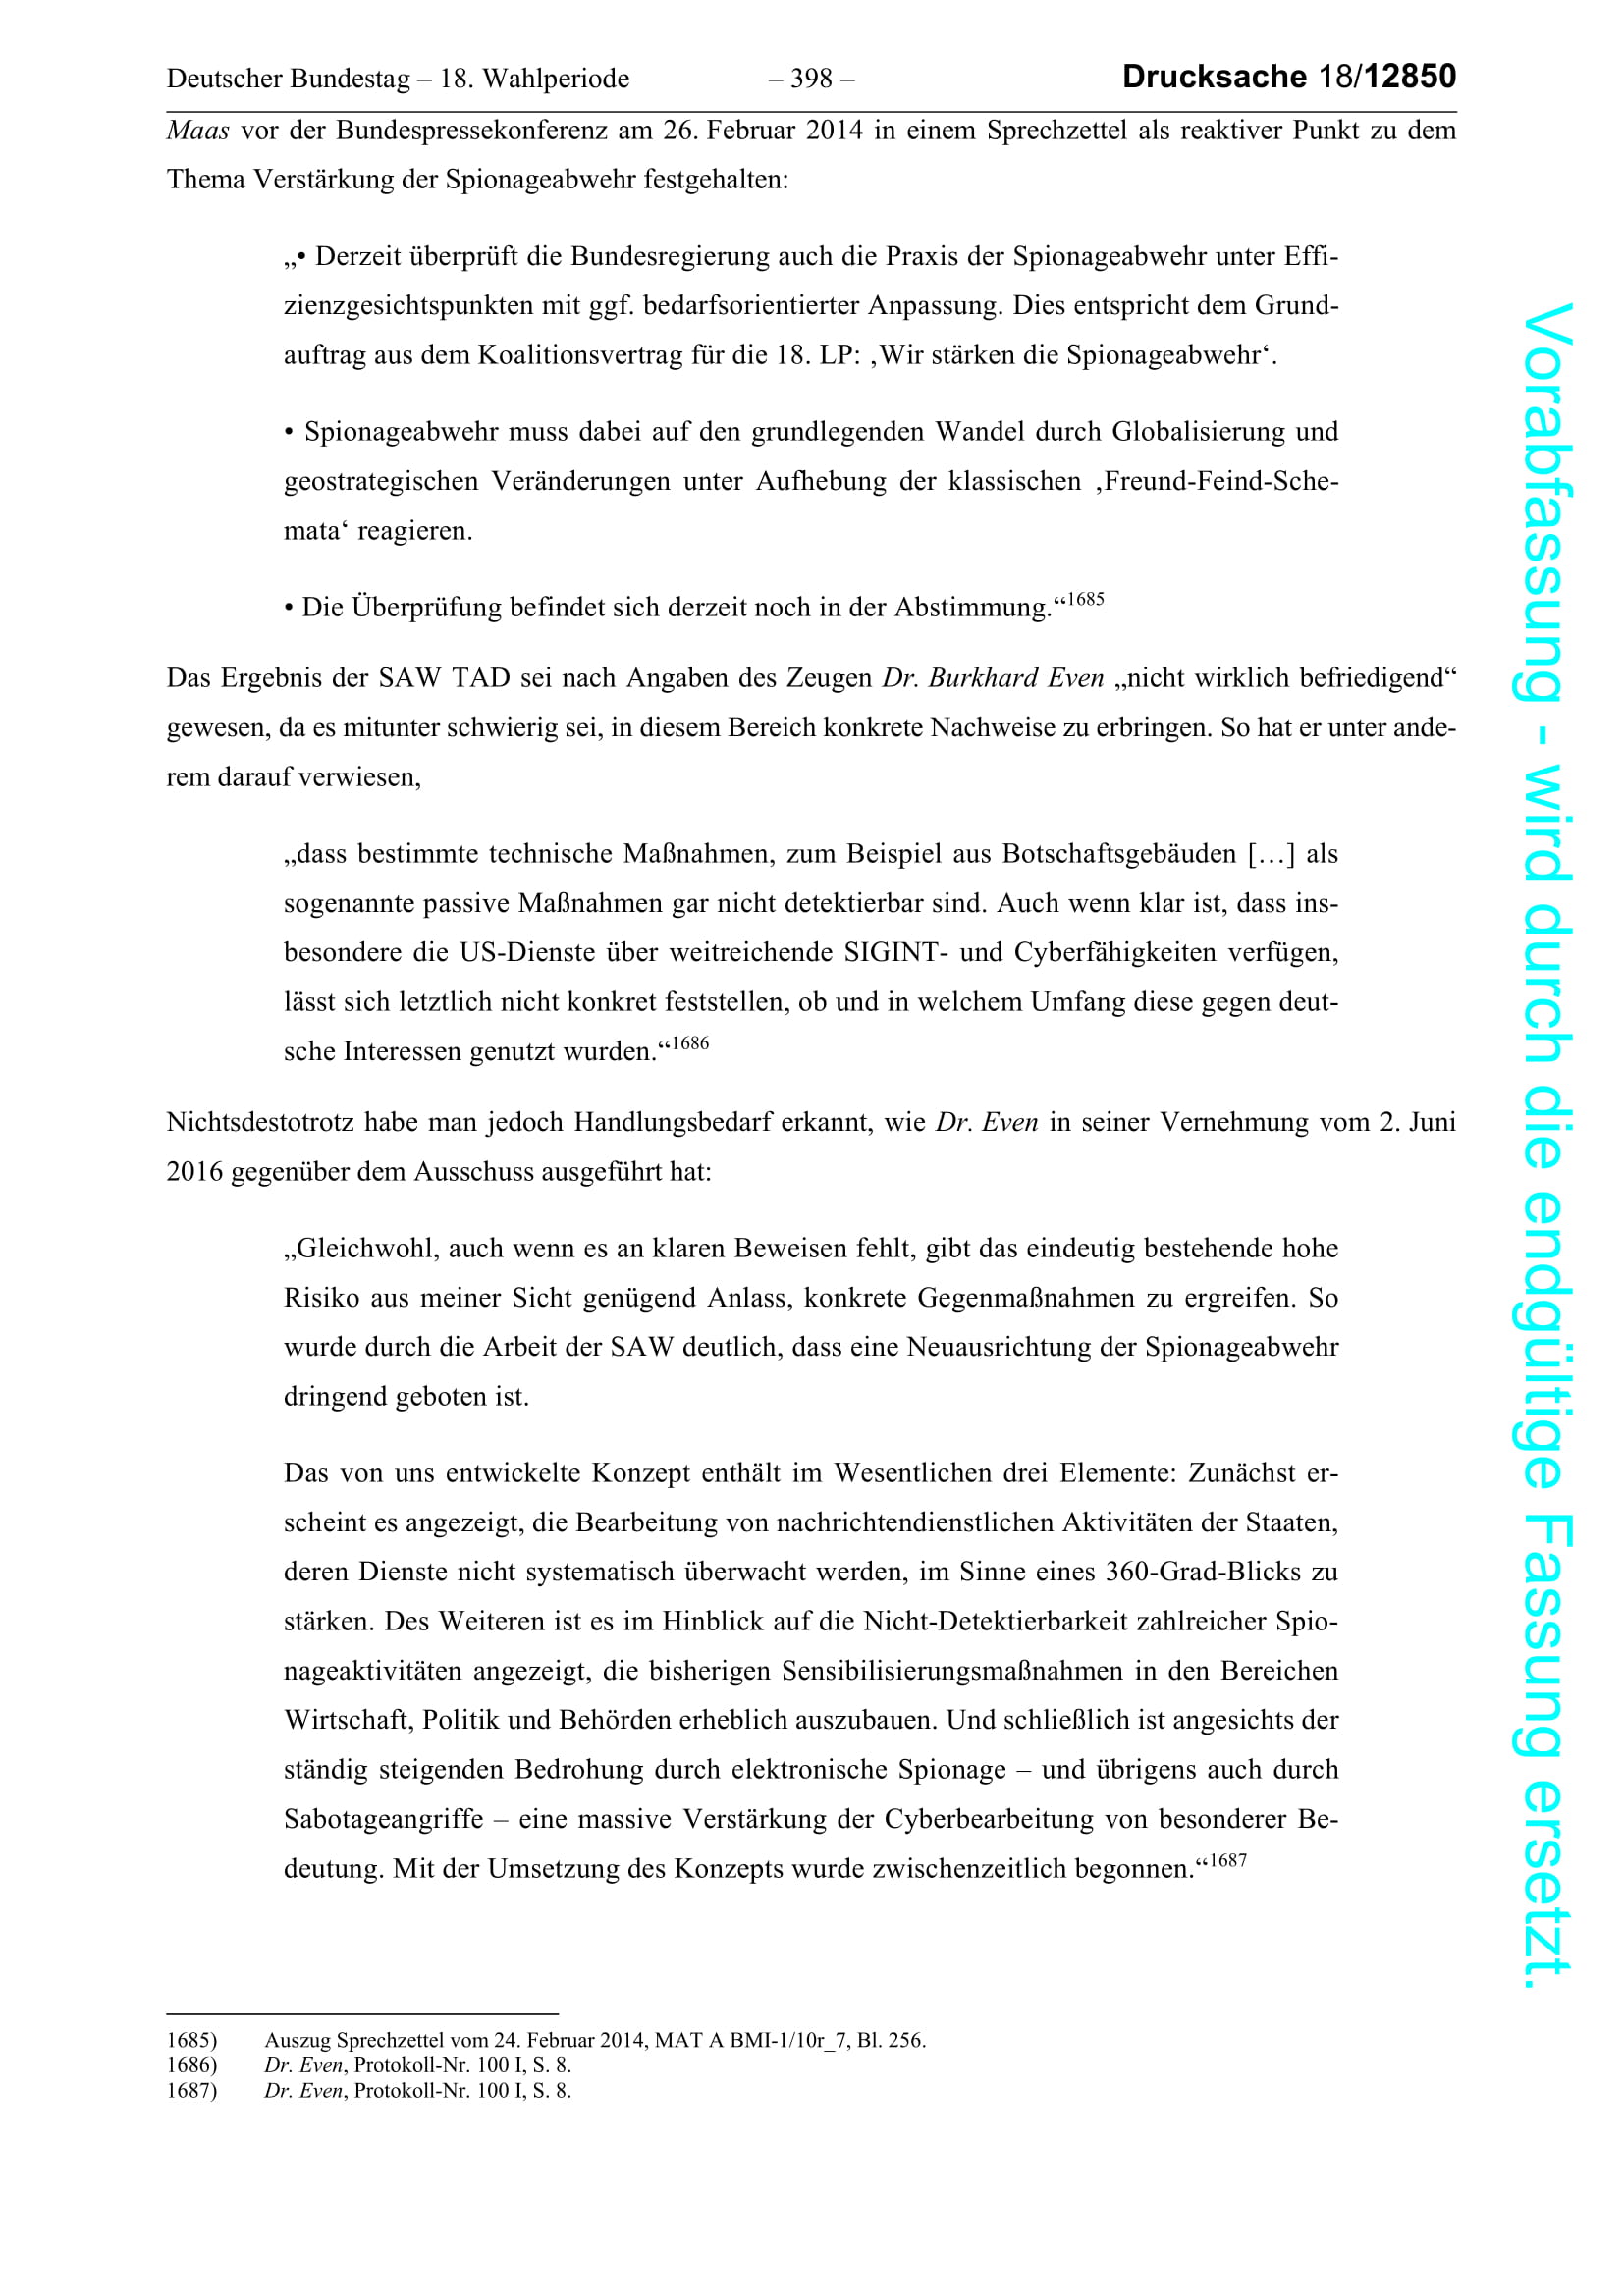 Deutscher Bundestag – 18. Wahlperiode – 398 – Drucksache 18/12850
Maas vor der Bundespressekonferenz am 26. Februar 2014 in einem Sprechzettel als reaktiver Punkt zu dem
Thema Verstärkung der Spionageabwehr festgehalten:
„• Derzeit überprüft die Bundesregierung auch die Praxis der Spionageabwehr unter Effi-
zienzgesichtspunkten mit ggf. bedarfsorientierter Anpassung. Dies entspricht dem Grund-
auftrag aus dem Koalitionsvertrag für die 18. LP: ‚Wir stärken die Spionageabwehr‘.
• Spionageabwehr muss dabei auf den grundlegenden Wandel durch Globalisierung und
geostrategischen Veränderungen unter Aufhebung der klassischen ‚Freund-Feind-Sche-
mata‘ reagieren.
• Die Überprüfung befindet sich derzeit noch in der Abstimmung.“1685
Das Ergebnis der SAW TAD sei nach Angaben des Zeugen Dr. Burkhard Even „nicht wirklich befriedigend“
gewesen, da es mitunter schwierig sei, in diesem Bereich konkrete Nachweise zu erbringen. So hat er unter ande-
rem darauf verwiesen,
„dass bestimmte technische Maßnahmen, zum Beispiel aus Botschaftsgebäuden […] als
sogenannte passive Maßnahmen gar nicht detektierbar sind. Auch wenn klar ist, dass ins-
besondere die US-Dienste über weitreichende SIGINT- und Cyberfähigkeiten verfügen,
lässt sich letztlich nicht konkret feststellen, ob und in welchem Umfang diese gegen deut-
sche Interessen genutzt wurden.“1686
Nichtsdestotrotz habe man jedoch Handlungsbedarf erkannt, wie Dr. Even in seiner Vernehmung vom 2. Juni
2016 gegenüber dem Ausschuss ausgeführt hat:
„Gleichwohl, auch wenn es an klaren Beweisen fehlt, gibt das eindeutig bestehende hohe
Risiko aus meiner Sicht genügend Anlass, konkrete Gegenmaßnahmen zu ergreifen. So
wurde durch die Arbeit der SAW deutlich, dass eine Neuausrichtung der Spionageabwehr
dringend geboten ist.
Das von uns entwickelte Konzept enthält im Wesentlichen drei Elemente: Zunächst er-
scheint es angezeigt, die Bearbeitung von nachrichtendienstlichen Aktivitäten der Staaten,
deren Dienste nicht systematisch überwacht werden, im Sinne eines 360-Grad-Blicks zu
stärken. Des Weiteren ist es im Hinblick auf die Nicht-Detektierbarkeit zahlreicher Spio-
nageaktivitäten angezeigt, die bisherigen Sensibilisierungsmaßnahmen in den Bereichen
Wirtschaft, Politik und Behörden erheblich auszubauen. Und schließlich ist angesichts der
ständig steigenden Bedrohung durch elektronische Spionage – und übrigens auch durch
Sabotageangriffe – eine massive Verstärkung der Cyberbearbeitung von besonderer Be-
deutung. Mit der Umsetzung des Konzepts wurde zwischenzeitlich begonnen.“1687
1685) Auszug Sprechzettel vom 24. Februar 2014, MAT A BMI-1/10r_7, Bl. 256.
1686) Dr. Even, Protokoll-Nr. 100 I, S. 8.
1687) Dr. Even, Protokoll-Nr. 100 I, S. 8.
Vorabfassung - wird durch die endgültige Fassung ersetzt.